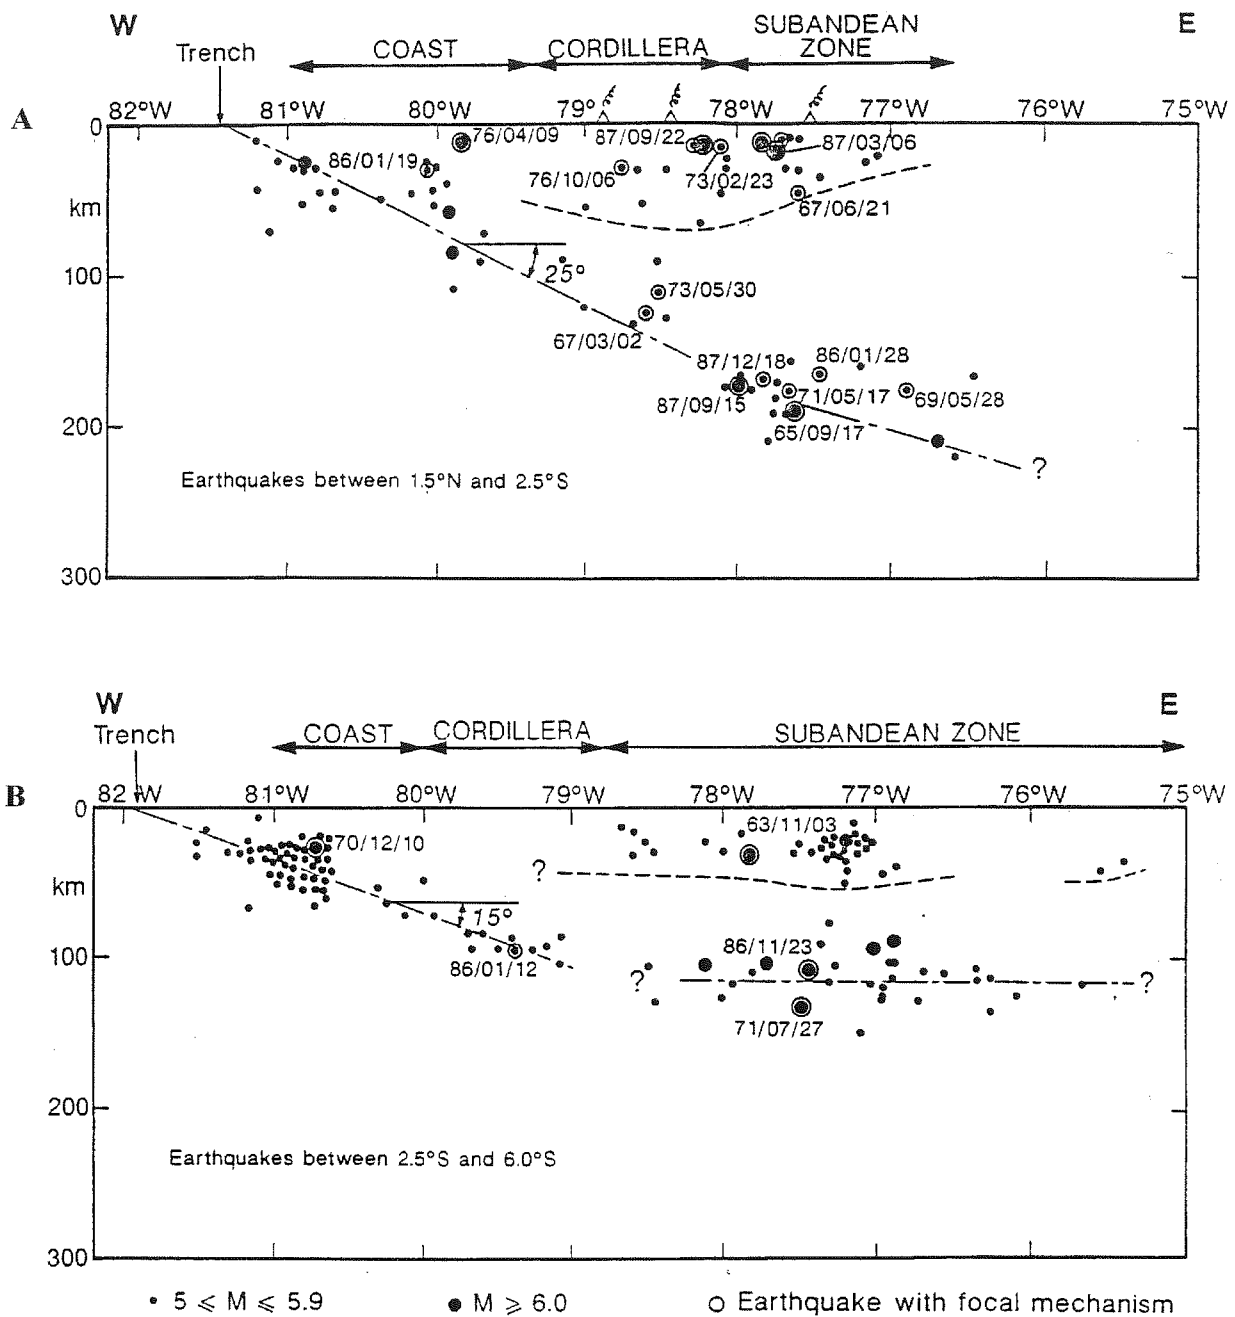 W
E
Trench
COAST
CORDILLERA
SUBANDEAN
ZONE
A
82°W
81°W
80°W
79°
78°W
77°W
76°W
75°W
0
76/04/09
87/09/22
87/03/06
86/01/19
76/10/06
73/02/23
67/06/21
km
100
25°
73/05/30
67/03/02
87/12/18
86/01/28
87/09/15
71/05/17
69/05/28
65/09/17
200
?
Earthquakes between 1.5°N and 2.5°S
300
W
E
Trench
COAST
CORDILLERA
SUBANDEAN ZONE
B
82 W
81°W
80°W
79°W
78°W
77°W
76°W
75°W
0
70/12/10
63/11/03
km
?
15°
100
86/01/12
86/11/23
?
?
71/07/27
200
Earthquakes between 2.5°S and 6.0°S
300
5 ⩽ M ⩽ 5.9
M ⩾ 6.0
Earthquake with focal mechanism